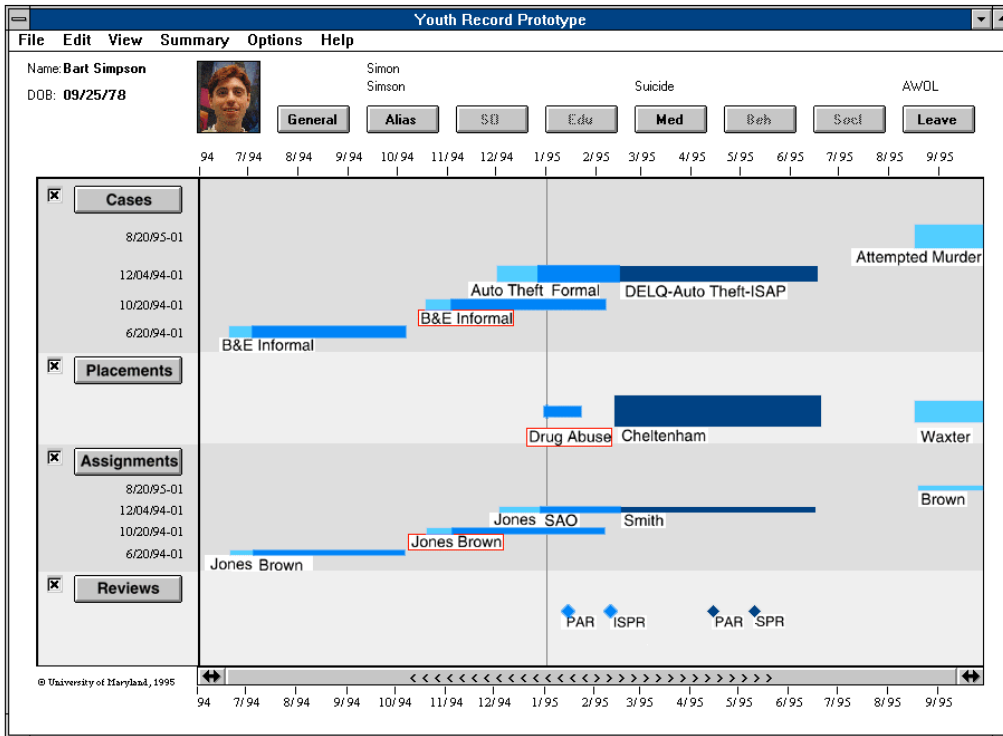 Youth Record Prototype
File Edit View Summary Options Help
Name: Bart Simpson
DOB: 09/25/78
Simon
Simson
Suicide
AWOL
General Alias SO Edu Med Beh Socl Leave
94 7/94 8/94 9/94 10/94 11/94 12/94 1/95 2/95 3/95 4/95 5/95 6/95 7/95 8/95 9/95
Cases
8/20/95-01
Attempted Murder
12/04/94-01
Auto Theft Formal DELQ-Auto Theft-ISAP
10/20/94-01
B&E Informal
6/20/94-01
B&E Informal
Placements
Drug Abuse Cheltenham Waxter
Assignments
8/20/95-01
Brown
12/04/94-01
Jones SAO Smith
10/20/94-01
Jones Brown
6/20/94-01
Jones Brown
Reviews
PAR ISPR PAR SPR
© University of Maryland, 1995
94 7/94 8/94 9/94 10/94 11/94 12/94 1/95 2/95 3/95 4/95 5/95 6/95 7/95 8/95 9/95